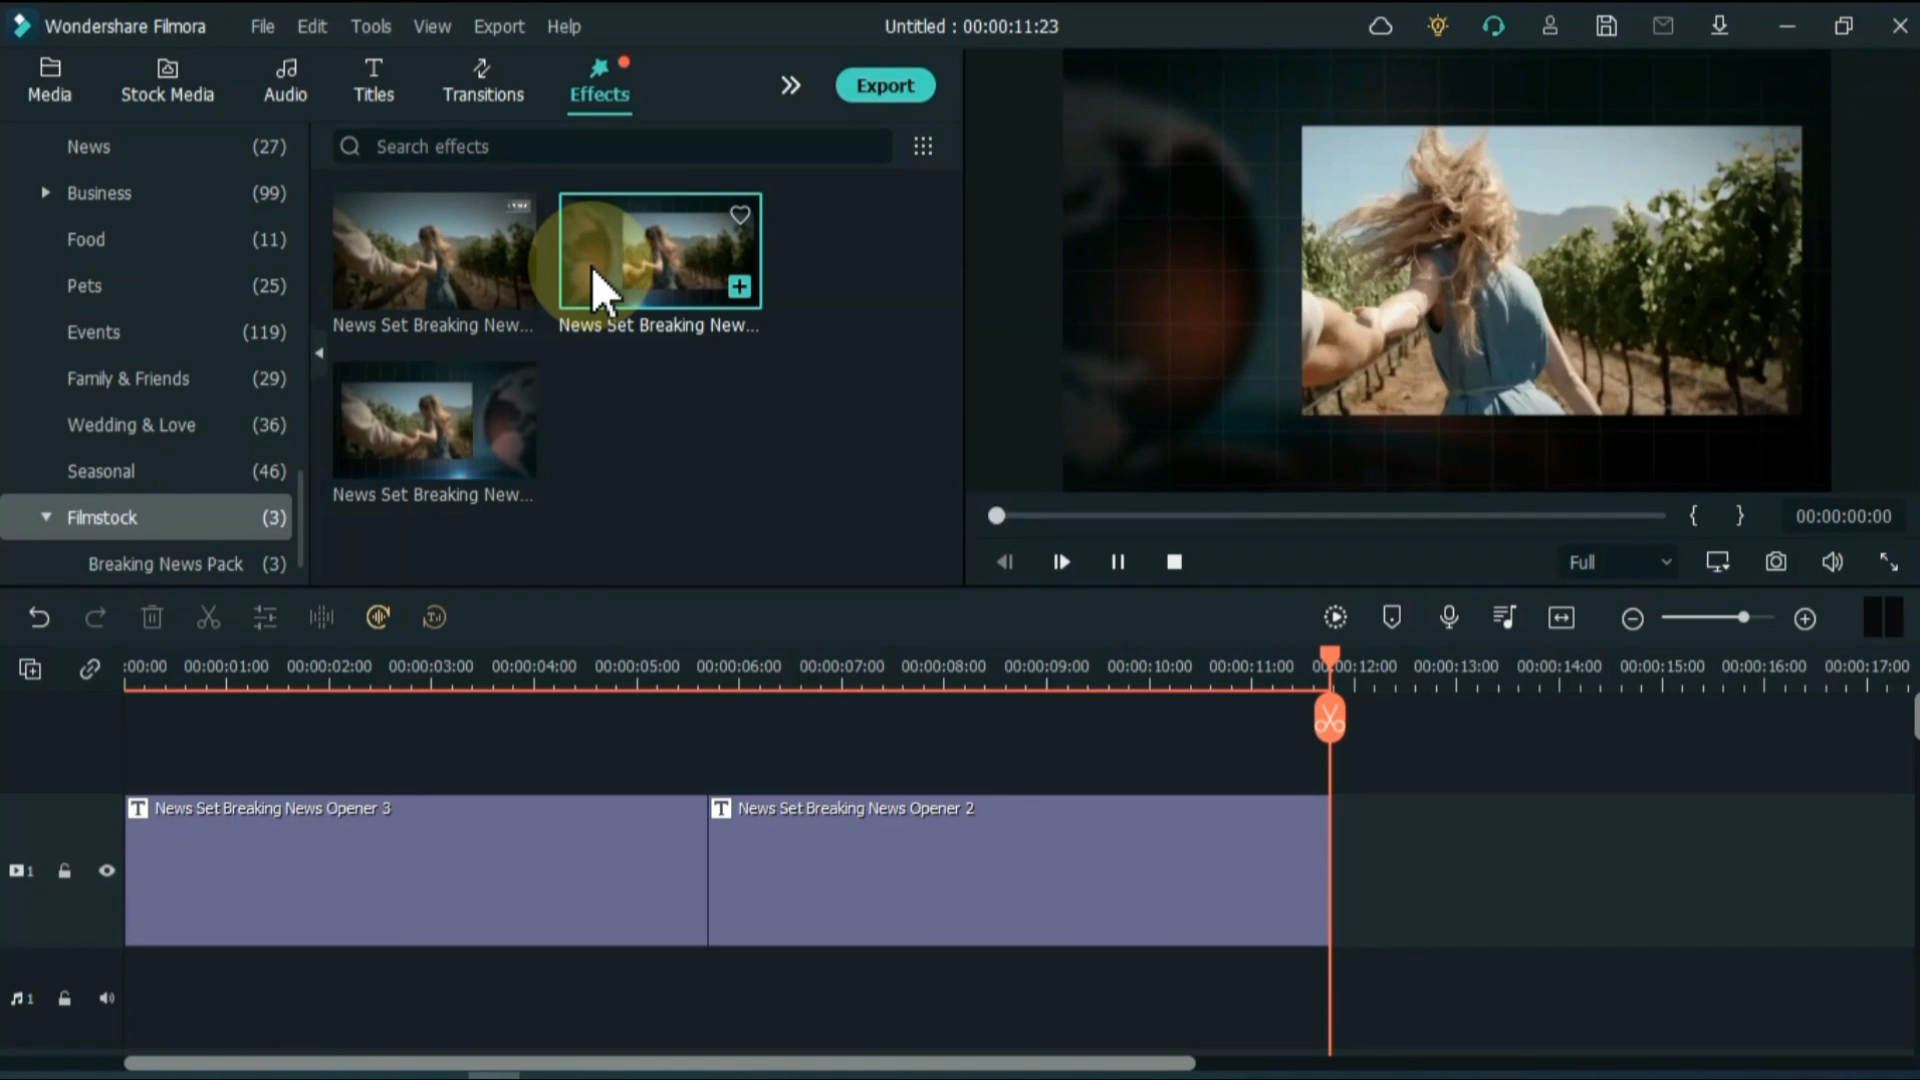 Wondershare Filmora
File Edit Tools View Export Help
Untitled : 00:00:11:23
Media
Stock Media
Audio
Titles
Transitions
Effects
Export
News (27)
Business (99)
Food (11)
Pets (25)
Events (119)
Family & Friends (29)
Wedding & Love (36)
Seasonal (46)
Filmstock (3)
Breaking News Pack (3)
Search effects
News Set Breaking New...
News Set Breaking New...
News Set Breaking New...
{ } 00:00:00:00
Full
:00:00 00:00:01:00 00:00:02:00 00:00:03:00 00:00:04:00 00:00:05:00 00:00:06:00 00:00:07:00 00:00:08:00 00:00:09:00 00:00:10:00 00:00:11:00 00:00:12:00 00:00:13:00 00:00:14:00 00:00:15:00 00:00:16:00 00:00:17:00
T News Set Breaking News Opener 3
T News Set Breaking News Opener 2
1
1